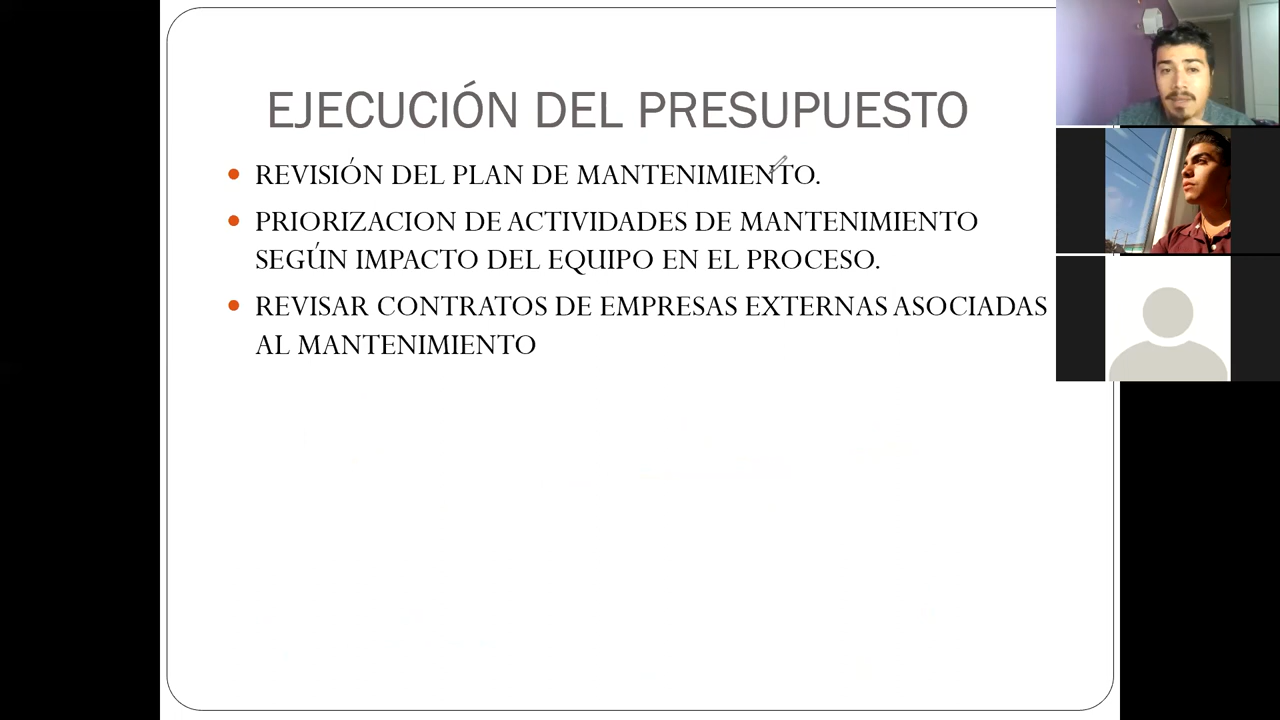 EJECUCIÓN DEL PRESUPUESTO
REVISIÓN DEL PLAN DE MANTENIMIENTO.
PRIORIZACION DE ACTIVIDADES DE MANTENIMIENTO
SEGÚN IMPACTO DEL EQUIPO EN EL PROCESO.
REVISAR CONTRATOS DE EMPRESAS EXTERNAS ASOCIADAS
AL MANTENIMIENTO